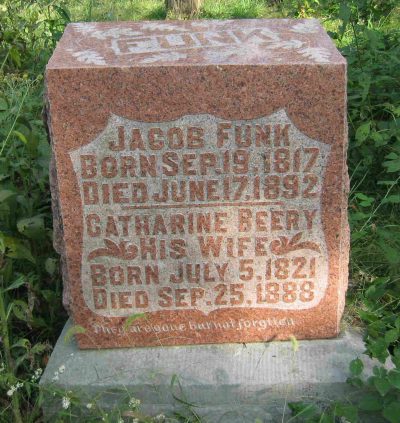 FUNK
JACOB FUNK
BORN SEP. 19. 1817
DIED JUNE 17, 1892
CATHARINE BEERY
HIS WIFE
BORN JULY 5. 1821
DIED SEP. 25. 1888
They are gone but not forgtten